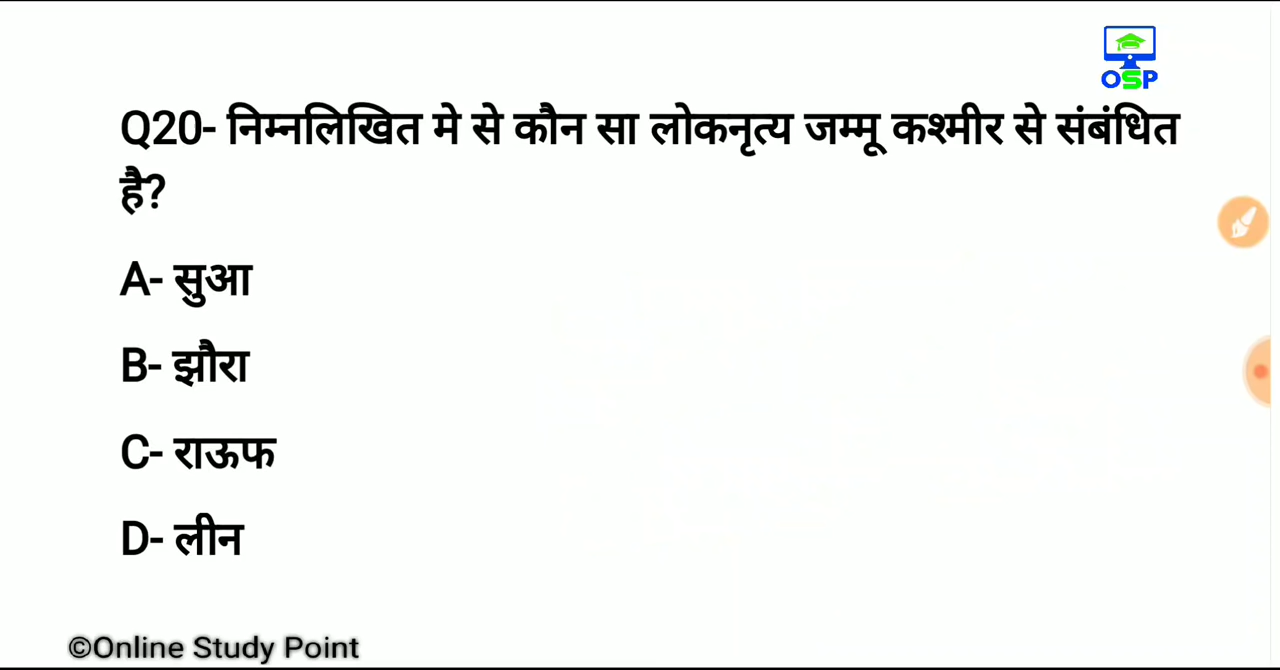 OSP
Q20- निम्नलिखित मे से कौन सा लोकनृत्य जम्मू कश्मीर से संबंधित
है?
A- सुआ
B- झौरा
C- राऊफ
D- लीन
©Online Study Point